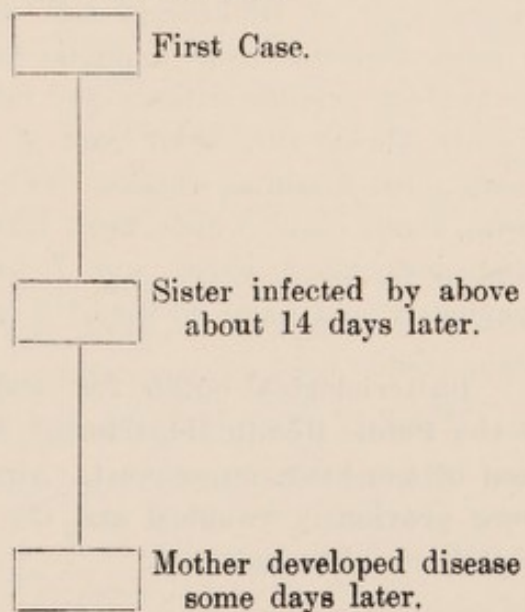 First Case.
Sister infected by above
about 14 days later.
Mother developed disease
some days later.